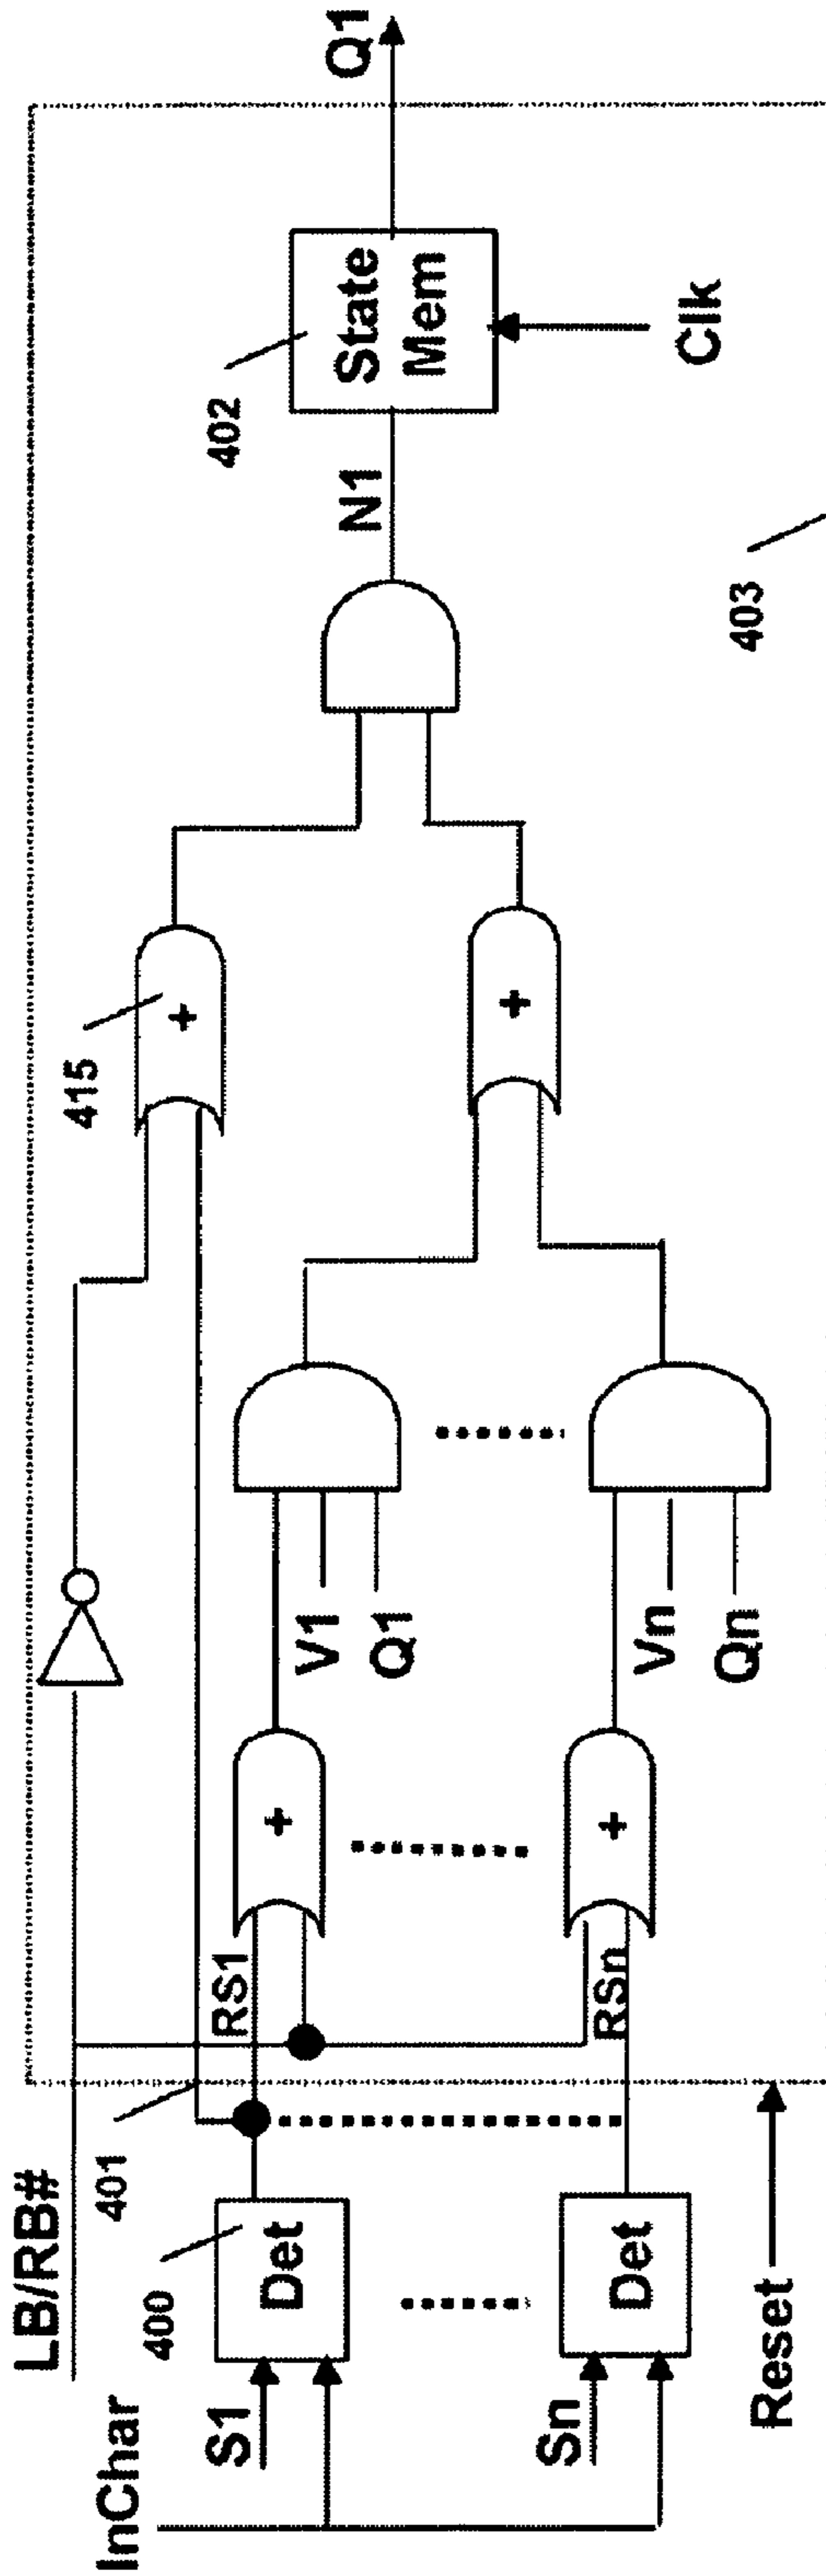 InChar
LB/RB#
S1
Sn
Reset
400
Det
Det
401
RS1
RSn
+
+
V1
Q1
Vn
Qn
415
+
+
N1
402
State
Mem
Clk
403
Q1